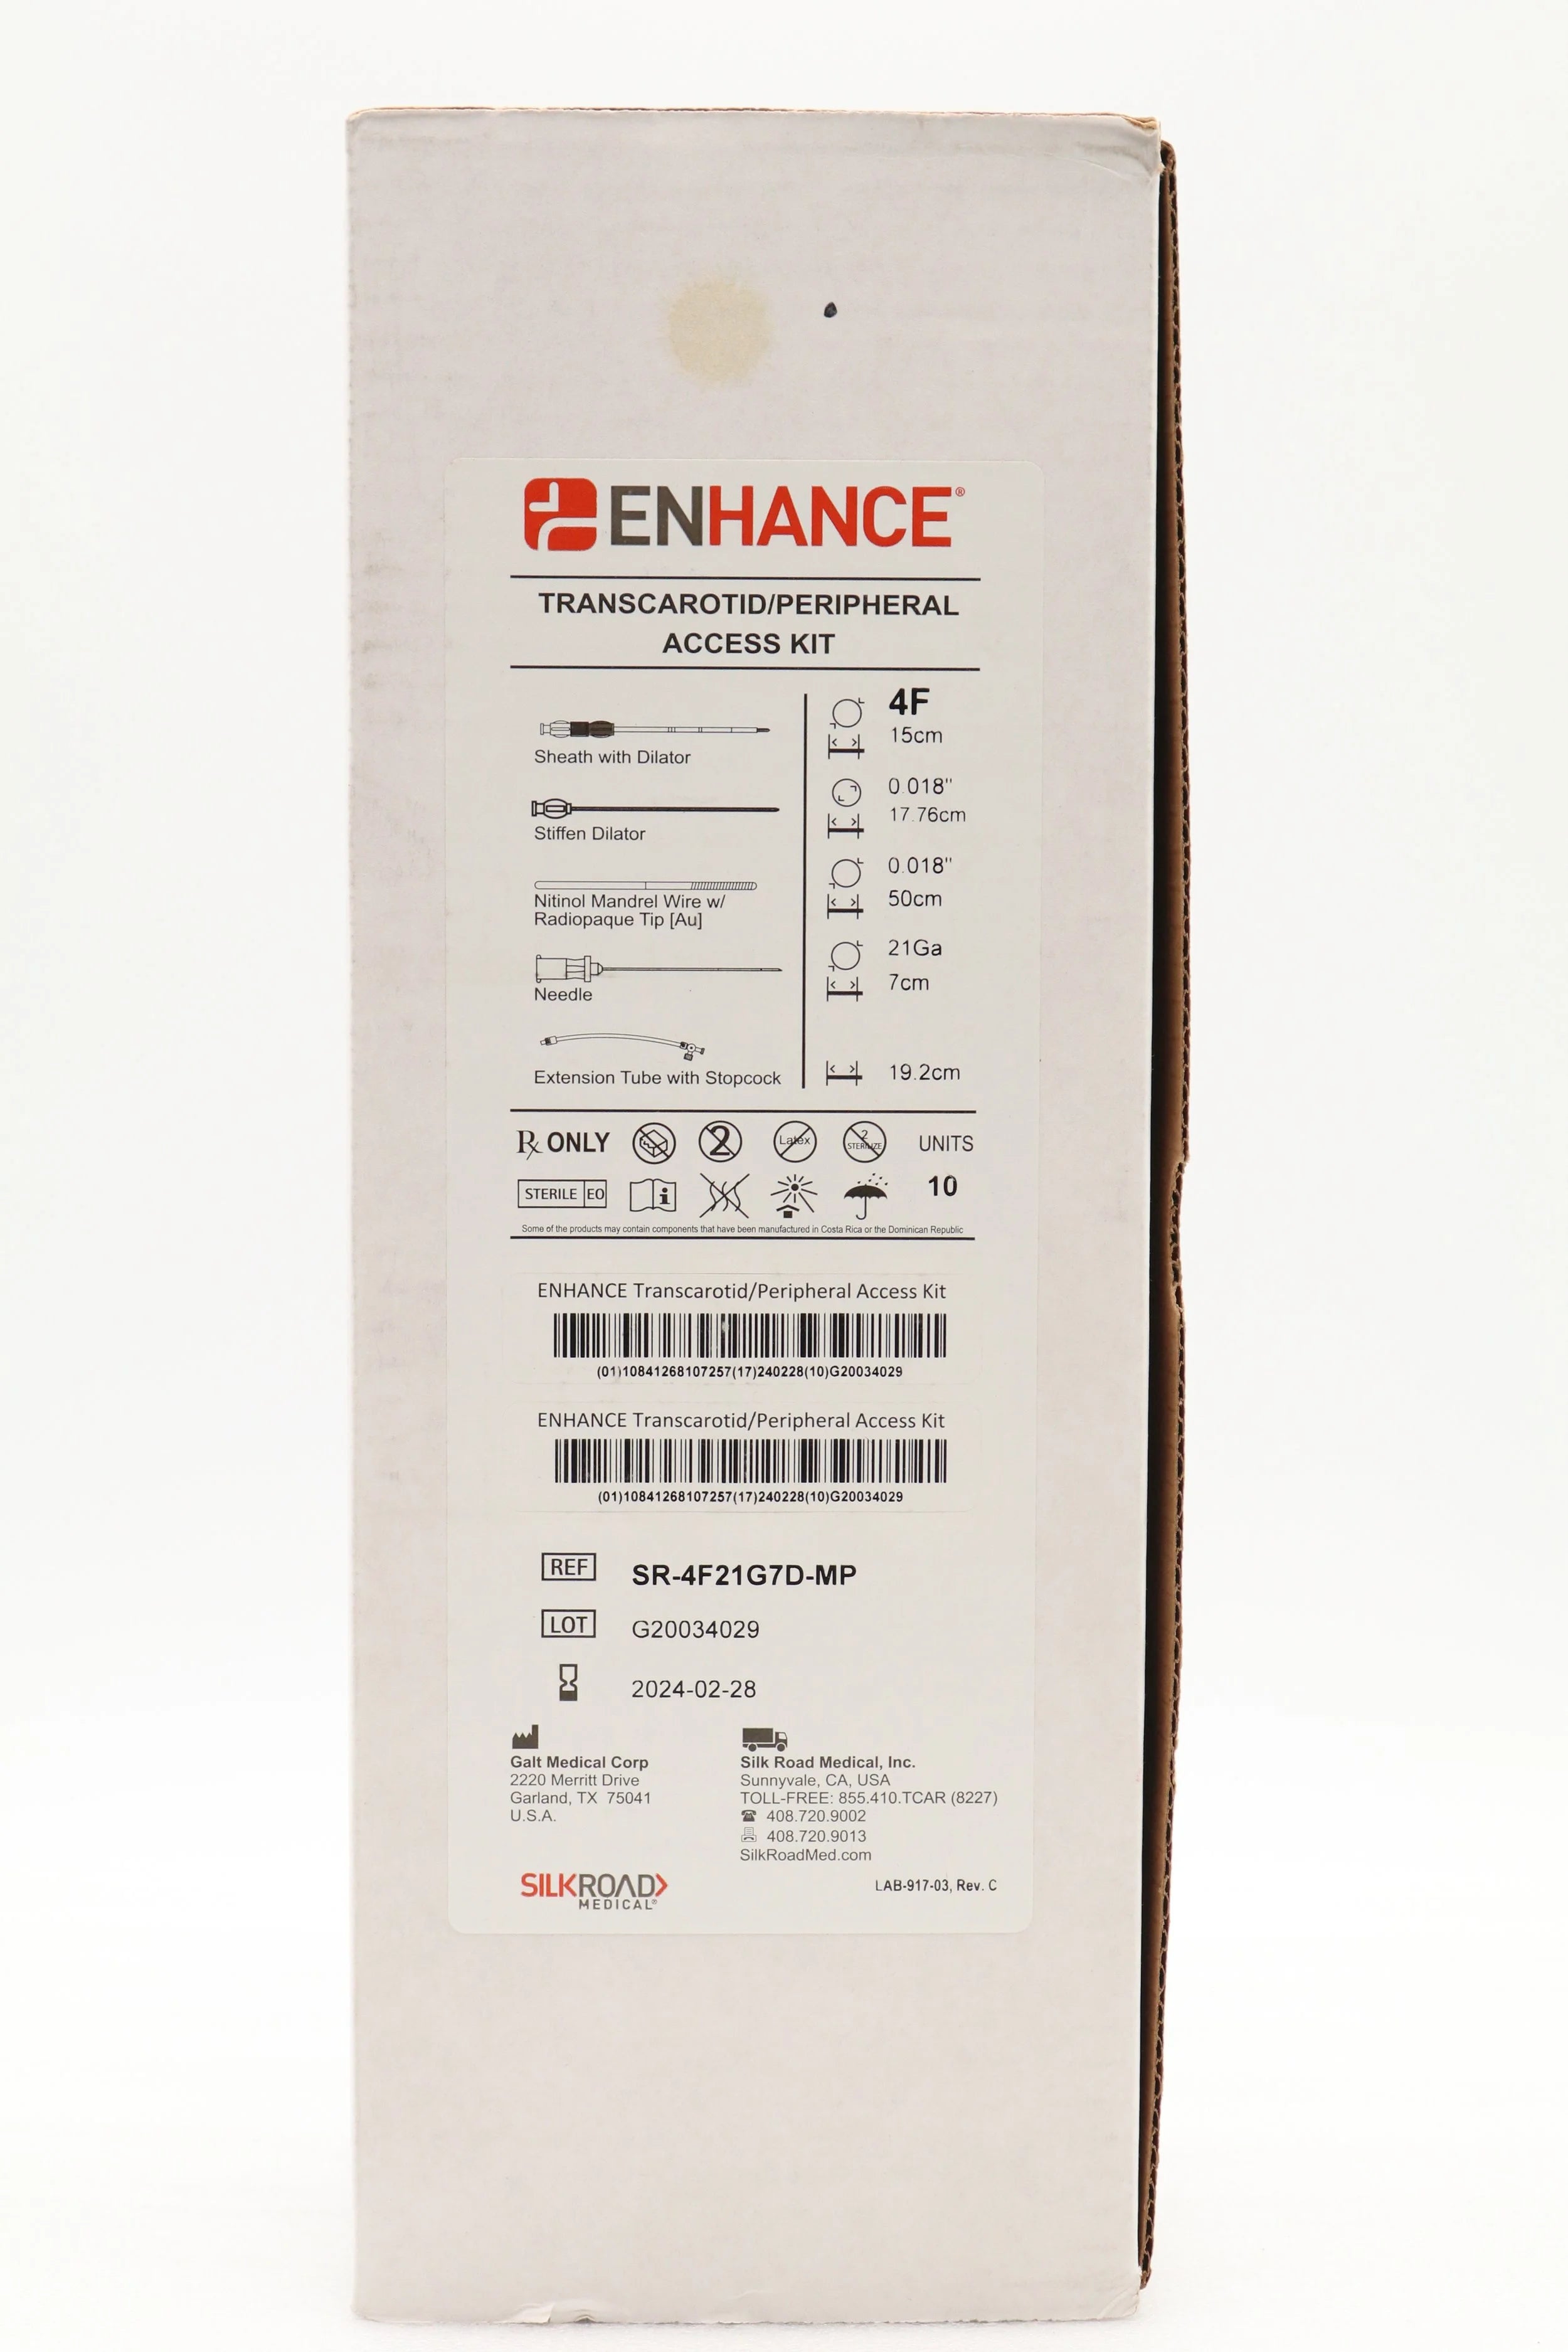 ENHANCE®
TRANSCAROTID/PERIPHERAL
ACCESS KIT
4F
15cm
Sheath with Dilator
0.018"
17.76cm
Stiffen Dilator
0.018"
50cm
Nitinol Mandrel Wire w/
Radiopaque Tip [Au]
21Ga
7cm
Needle
19.2cm
Extension Tube with Stopcock
Rx ONLY 2 Latex 2 STERILIZE UNITS
STERILE EO i 10
Some of the products may contain components that have been manufactured in Costa Rica or the Dominican Republic
ENHANCE Transcarotid/Peripheral Access Kit
(01)10841268107257(17)240228(10)G20034029
ENHANCE Transcarotid/Peripheral Access Kit
(01)10841268107257(17)240228(10)G20034029
REF SR-4F21G7D-MP
LOT G20034029
2024-02-28
Galt Medical Corp
2220 Merritt Drive
Garland, TX 75041
U.S.A.
Silk Road Medical, Inc.
Sunnyvale, CA, USA
TOLL-FREE: 855.410.TCAR (8227)
408.720.9002
408.720.9013
SilkRoadMed.com
SILKROAD
MEDICAL®
LAB-917-03, Rev. C